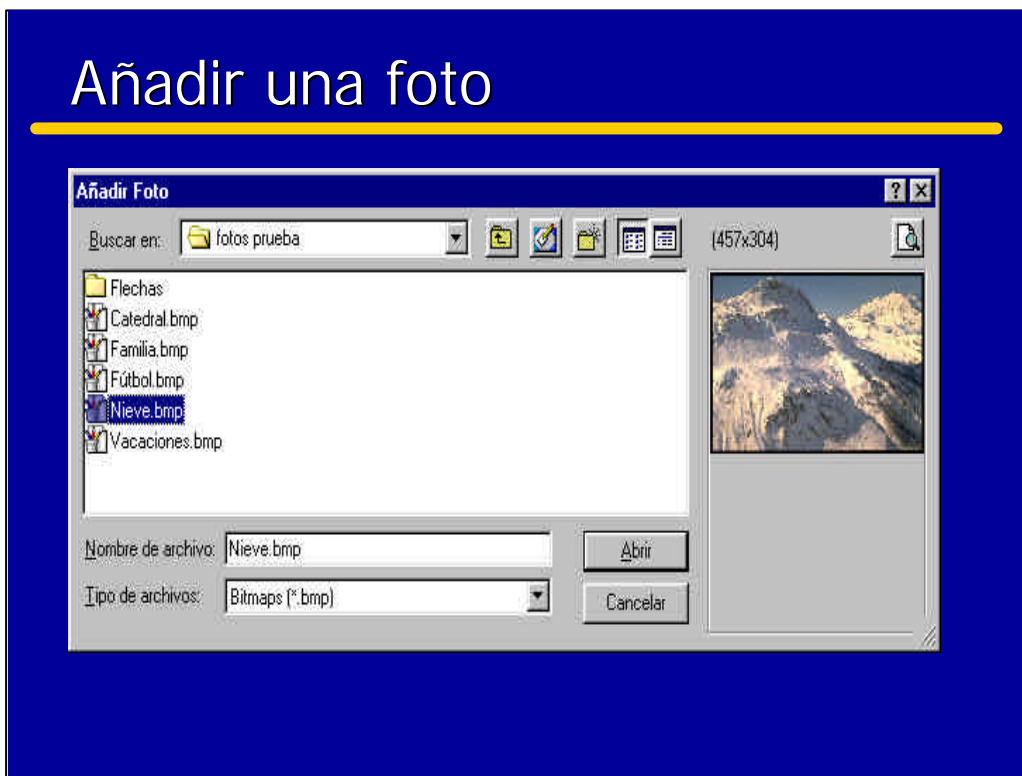 Añadir una foto
Añadir Foto
Buscar en: fotos prueba (457x304)
Flechas
Catedral.bmp
Familia.bmp
Fútbol.bmp
Nieve.bmp
Vacaciones.bmp
Nombre de archivo: Nieve.bmp Abrir
Tipo de archivos: Bitmaps (*.bmp) Cancelar